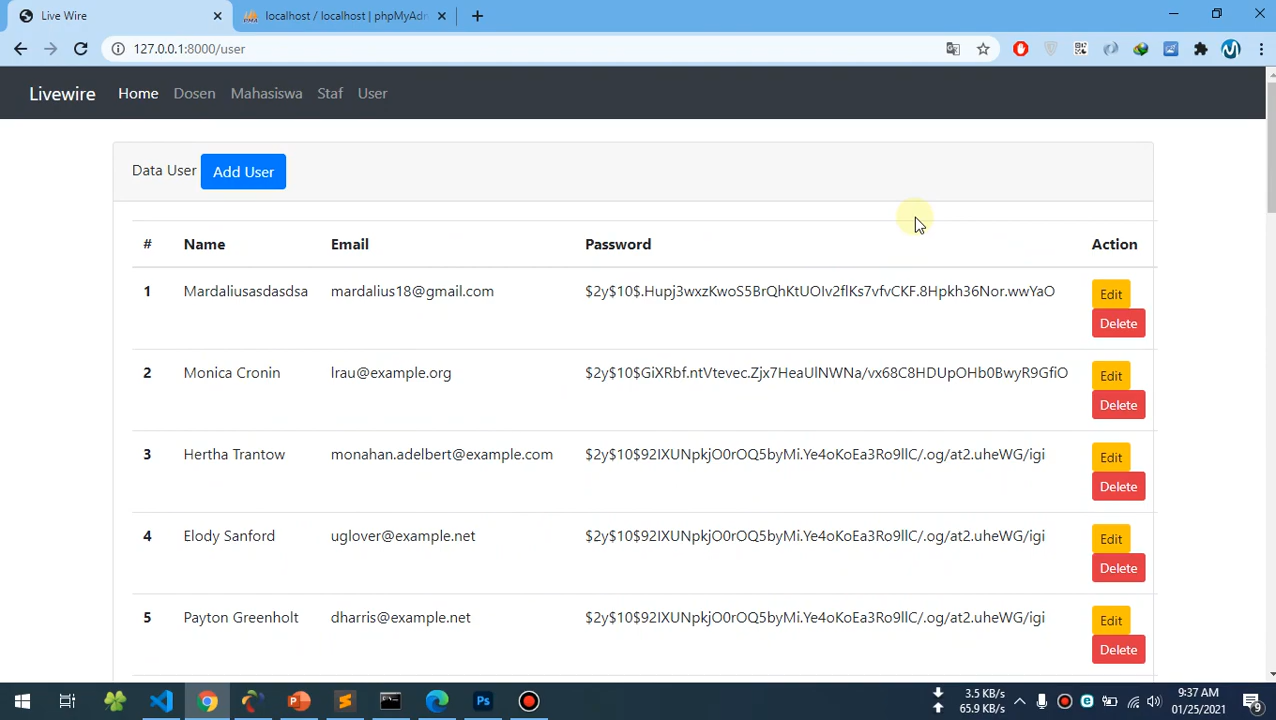 Live Wire
localhost / localhost | phpMyAdm
127.0.0.1:8000/user
Livewire Home Dosen Mahasiswa Staf User
Data User Add User
# Name Email Password Action
1 Mardaliusasdasdsa mardalius18@gmail.com $2y$10$.Hupj3wxzKwoS5BrQhKtUOIv2flKs7vfvCKF.8Hpkh36Nor.wwYaO Edit
Delete
2 Monica Cronin lrau@example.org $2y$10$GiXRbf.ntVtevec.Zjx7HeaUlNWNa/vx68C8HDUpOHb0BwyR9GfiO Edit
Delete
3 Hertha Trantow monahan.adelbert@example.com $2y$10$92IXUNpkjO0rOQ5byMi.Ye4oKoEa3Ro9llC/.og/at2.uheWG/igi Edit
Delete
4 Elody Sanford uglover@example.net $2y$10$92IXUNpkjO0rOQ5byMi.Ye4oKoEa3Ro9llC/.og/at2.uheWG/igi Edit
Delete
5 Payton Greenholt dharris@example.net $2y$10$92IXUNpkjO0rOQ5byMi.Ye4oKoEa3Ro9llC/.og/at2.uheWG/igi Edit
Delete
3.5 KB/s
65.9 KB/s
9:37 AM
01/25/2021